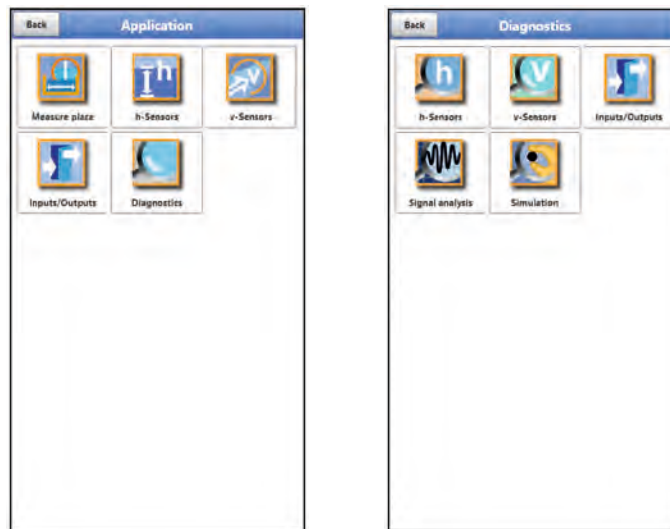 Back Application
Measure place h-Sensors v-Sensors
Inputs/Outputs Diagnostics
Back Diagnostics
h-Sensors v-Sensors Inputs/Outputs
Signal analysis Simulation